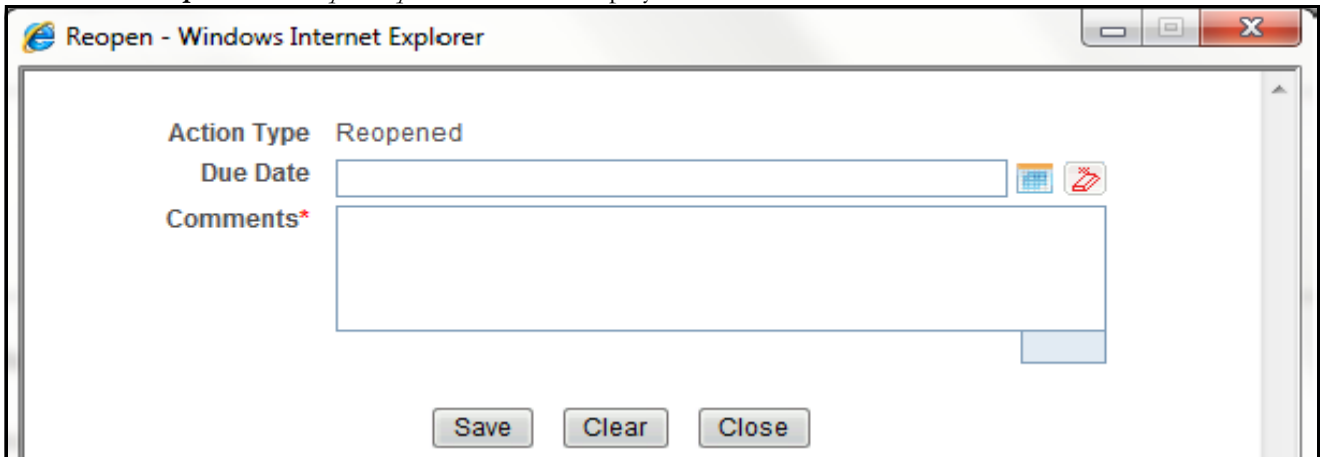 Reopen - Windows Internet Explorer
Action Type Reopened
Due Date
Comments*
Save Clear Close